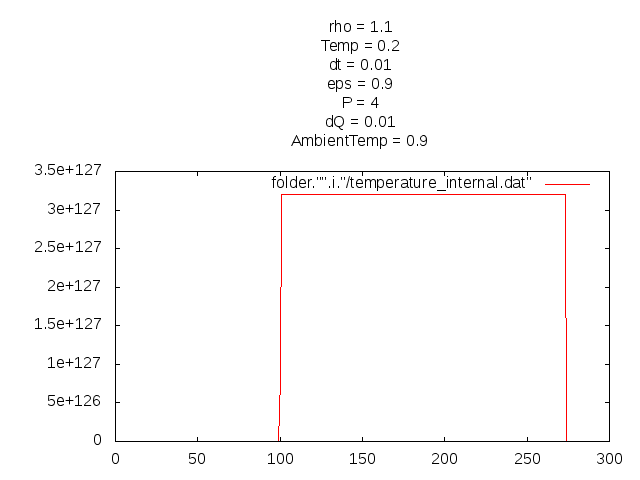 rho = 1.1
Temp = 0.2
dt = 0.01
eps = 0.9
P = 4
dQ = 0.01
AmbientTemp = 0.9
3.5e+127
folder."".i."/temperature_internal.dat"
3e+127
2.5e+127
2e+127
1.5e+127
1e+127
5e+126
0
0 50 100 150 200 250 300